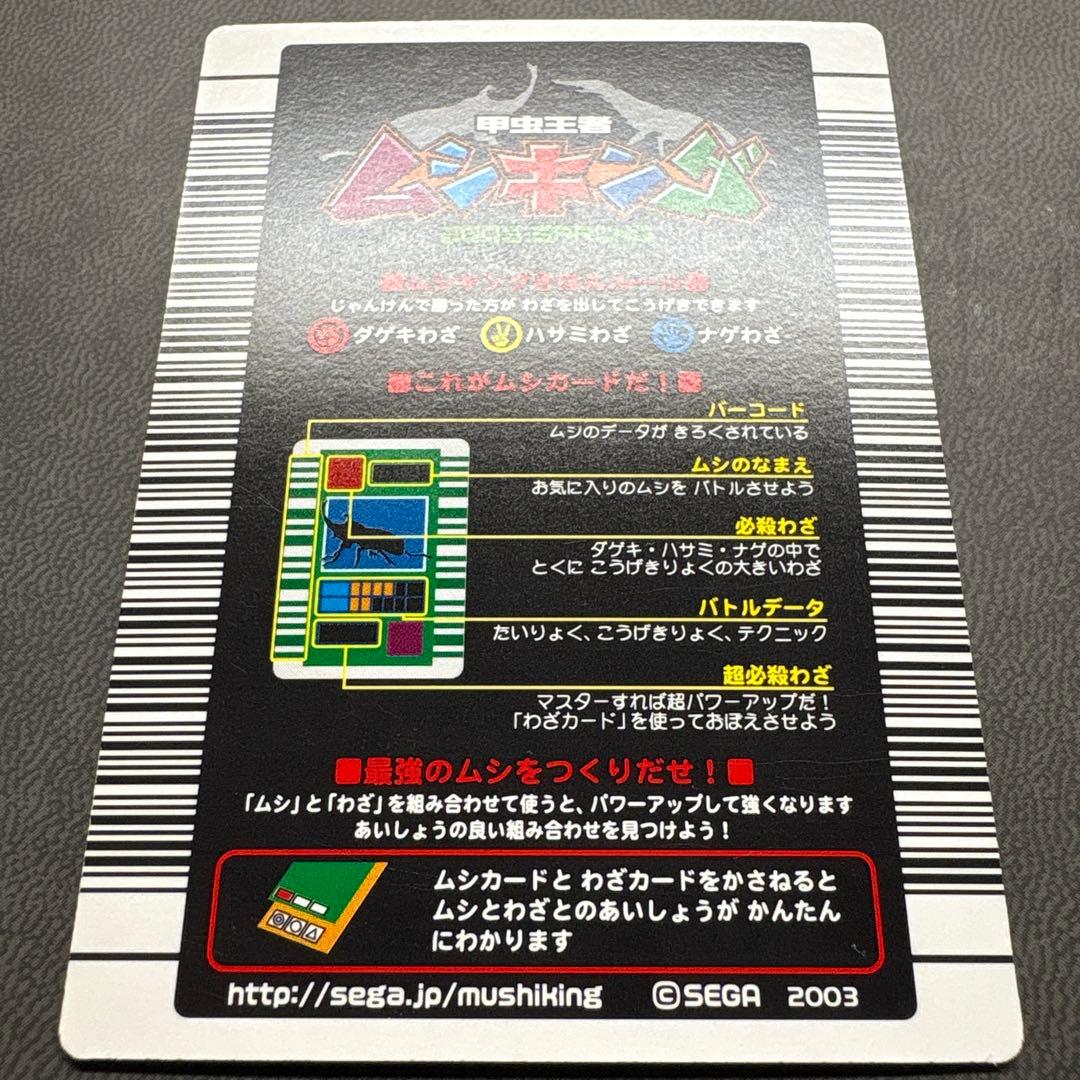 甲虫王者
ムシキング
2003 SPRING
■ムシキングきほんルール■
じゃんけんで勝った方が わざを出してこうげきできます
ダゲキわざ ハサミわざ ナゲわざ
■これがムシカードだ！■
バーコード
ムシのデータが きろくされている
ムシのなまえ
お気に入りのムシを バトルさせよう
必殺わざ
ダゲキ・ハサミ・ナゲの中で
とくに こうげきりょくの大きいわざ
バトルデータ
たいりょく、こうげきりょく、テクニック
超必殺わざ
マスターすれば超パワーアップだ！
「わざカード」を使っておぼえさせよう
■最強のムシをつくりだせ！■
「ムシ」と「わざ」を組み合わせて使うと、パワーアップして強くなります
あいしょうの良い組み合わせを見つけよう！
ムシカードと わざカードをかさねると
ムシとわざとのあいしょうが かんたん
にわかります
http://sega.jp/mushiking ©SEGA 2003